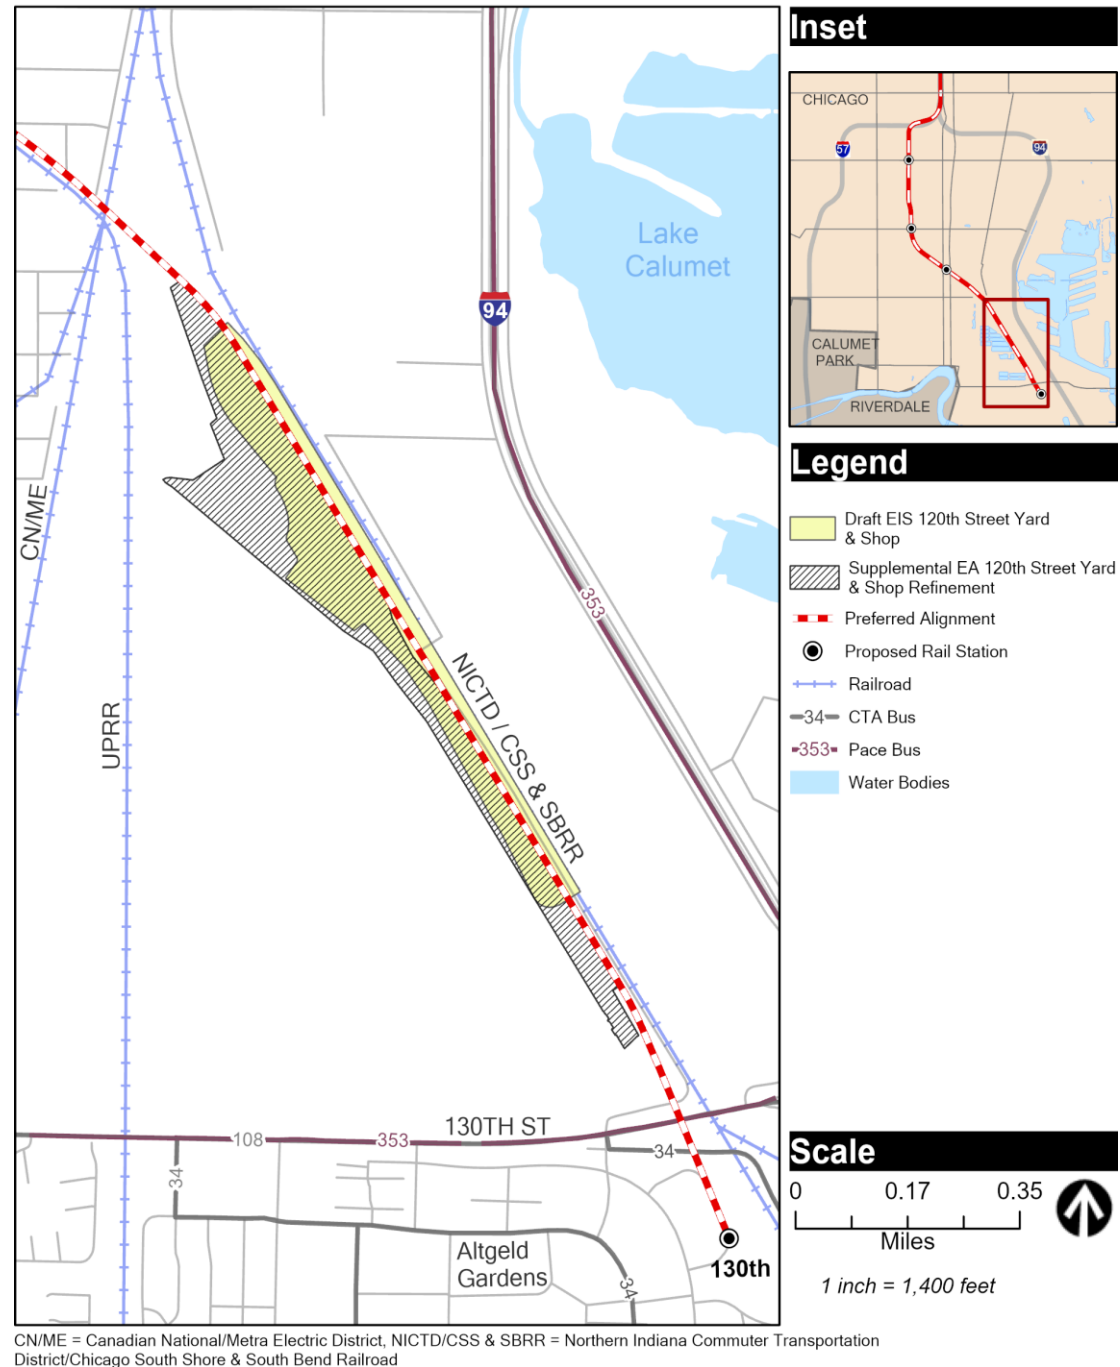 Inset
CHICAGO
57
94
CALUMET
PARK
RIVERDALE
Lake
Calumet
94
CN/ME
UPRR
353
NICTD / CSS & SBRR
130TH ST
108
353
34
34
34
Altgeld
Gardens
130th
Legend
Draft EIS 120th Street Yard
& Shop
Supplemental EA 120th Street Yard
& Shop Refinement
Preferred Alignment
Proposed Rail Station
Railroad
34 CTA Bus
353 Pace Bus
Water Bodies
Scale
0 0.17 0.35
Miles
1 inch = 1,400 feet
CN/ME = Canadian National/Metra Electric District, NICTD/CSS & SBRR = Northern Indiana Commuter Transportation
District/Chicago South Shore & South Bend Railroad